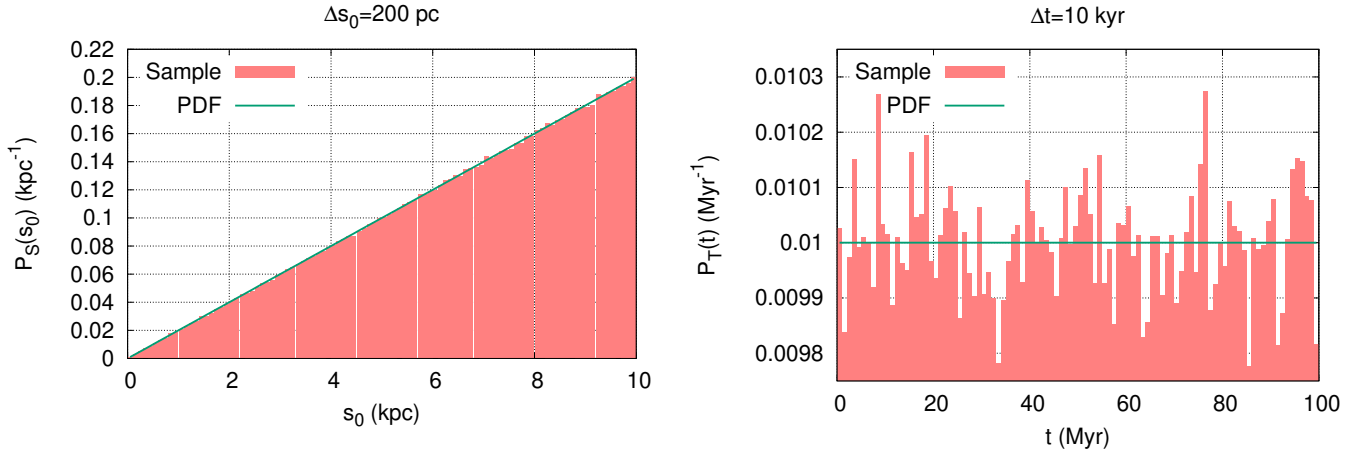 Δs₀=200 pc
P_S(s₀) (kpc⁻¹)
0.22
0.2
0.18
0.16
0.14
0.12
0.1
0.08
0.06
0.04
0.02
0
Sample
PDF
0 2 4 6 8 10
s₀ (kpc)
Δt=10 kyr
P_T(t) (Myr⁻¹)
0.0103
0.0102
0.0101
0.01
0.0099
0.0098
Sample
PDF
0 20 40 60 80 100
t (Myr)